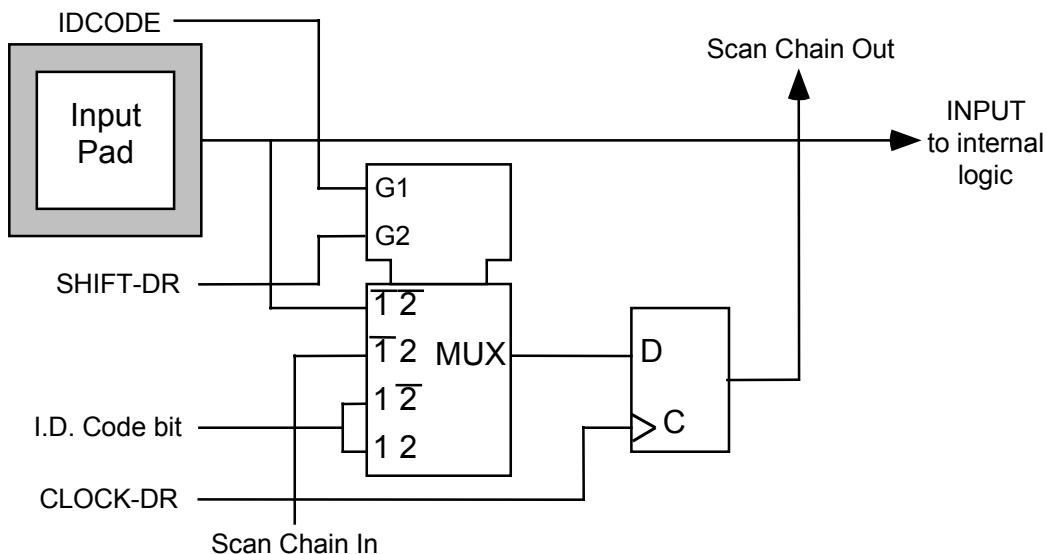 IDCODE
Scan Chain Out
Input
Pad
INPUT
to internal
logic
G1
G2
SHIFT-DR
1̅ 2̅
1̅ 2
MUX
D
1 2̅
I.D. Code bit
C
1 2
CLOCK-DR
Scan Chain In